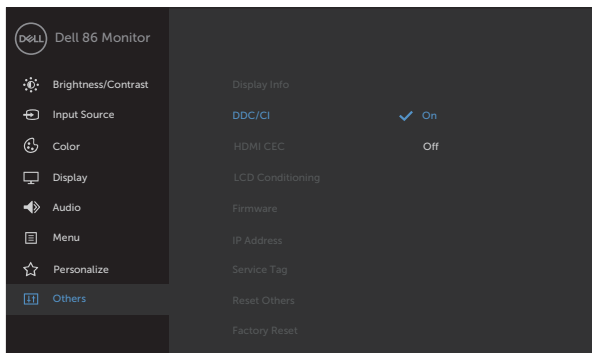 DELL Dell 86 Monitor
Brightness/Contrast Display Info
Input Source DDC/CI On
Color HDMI CEC Off
Display LCD Conditioning
Audio Firmware
Menu IP Address
Personalize Service Tag
Others Reset Others
Factory Reset